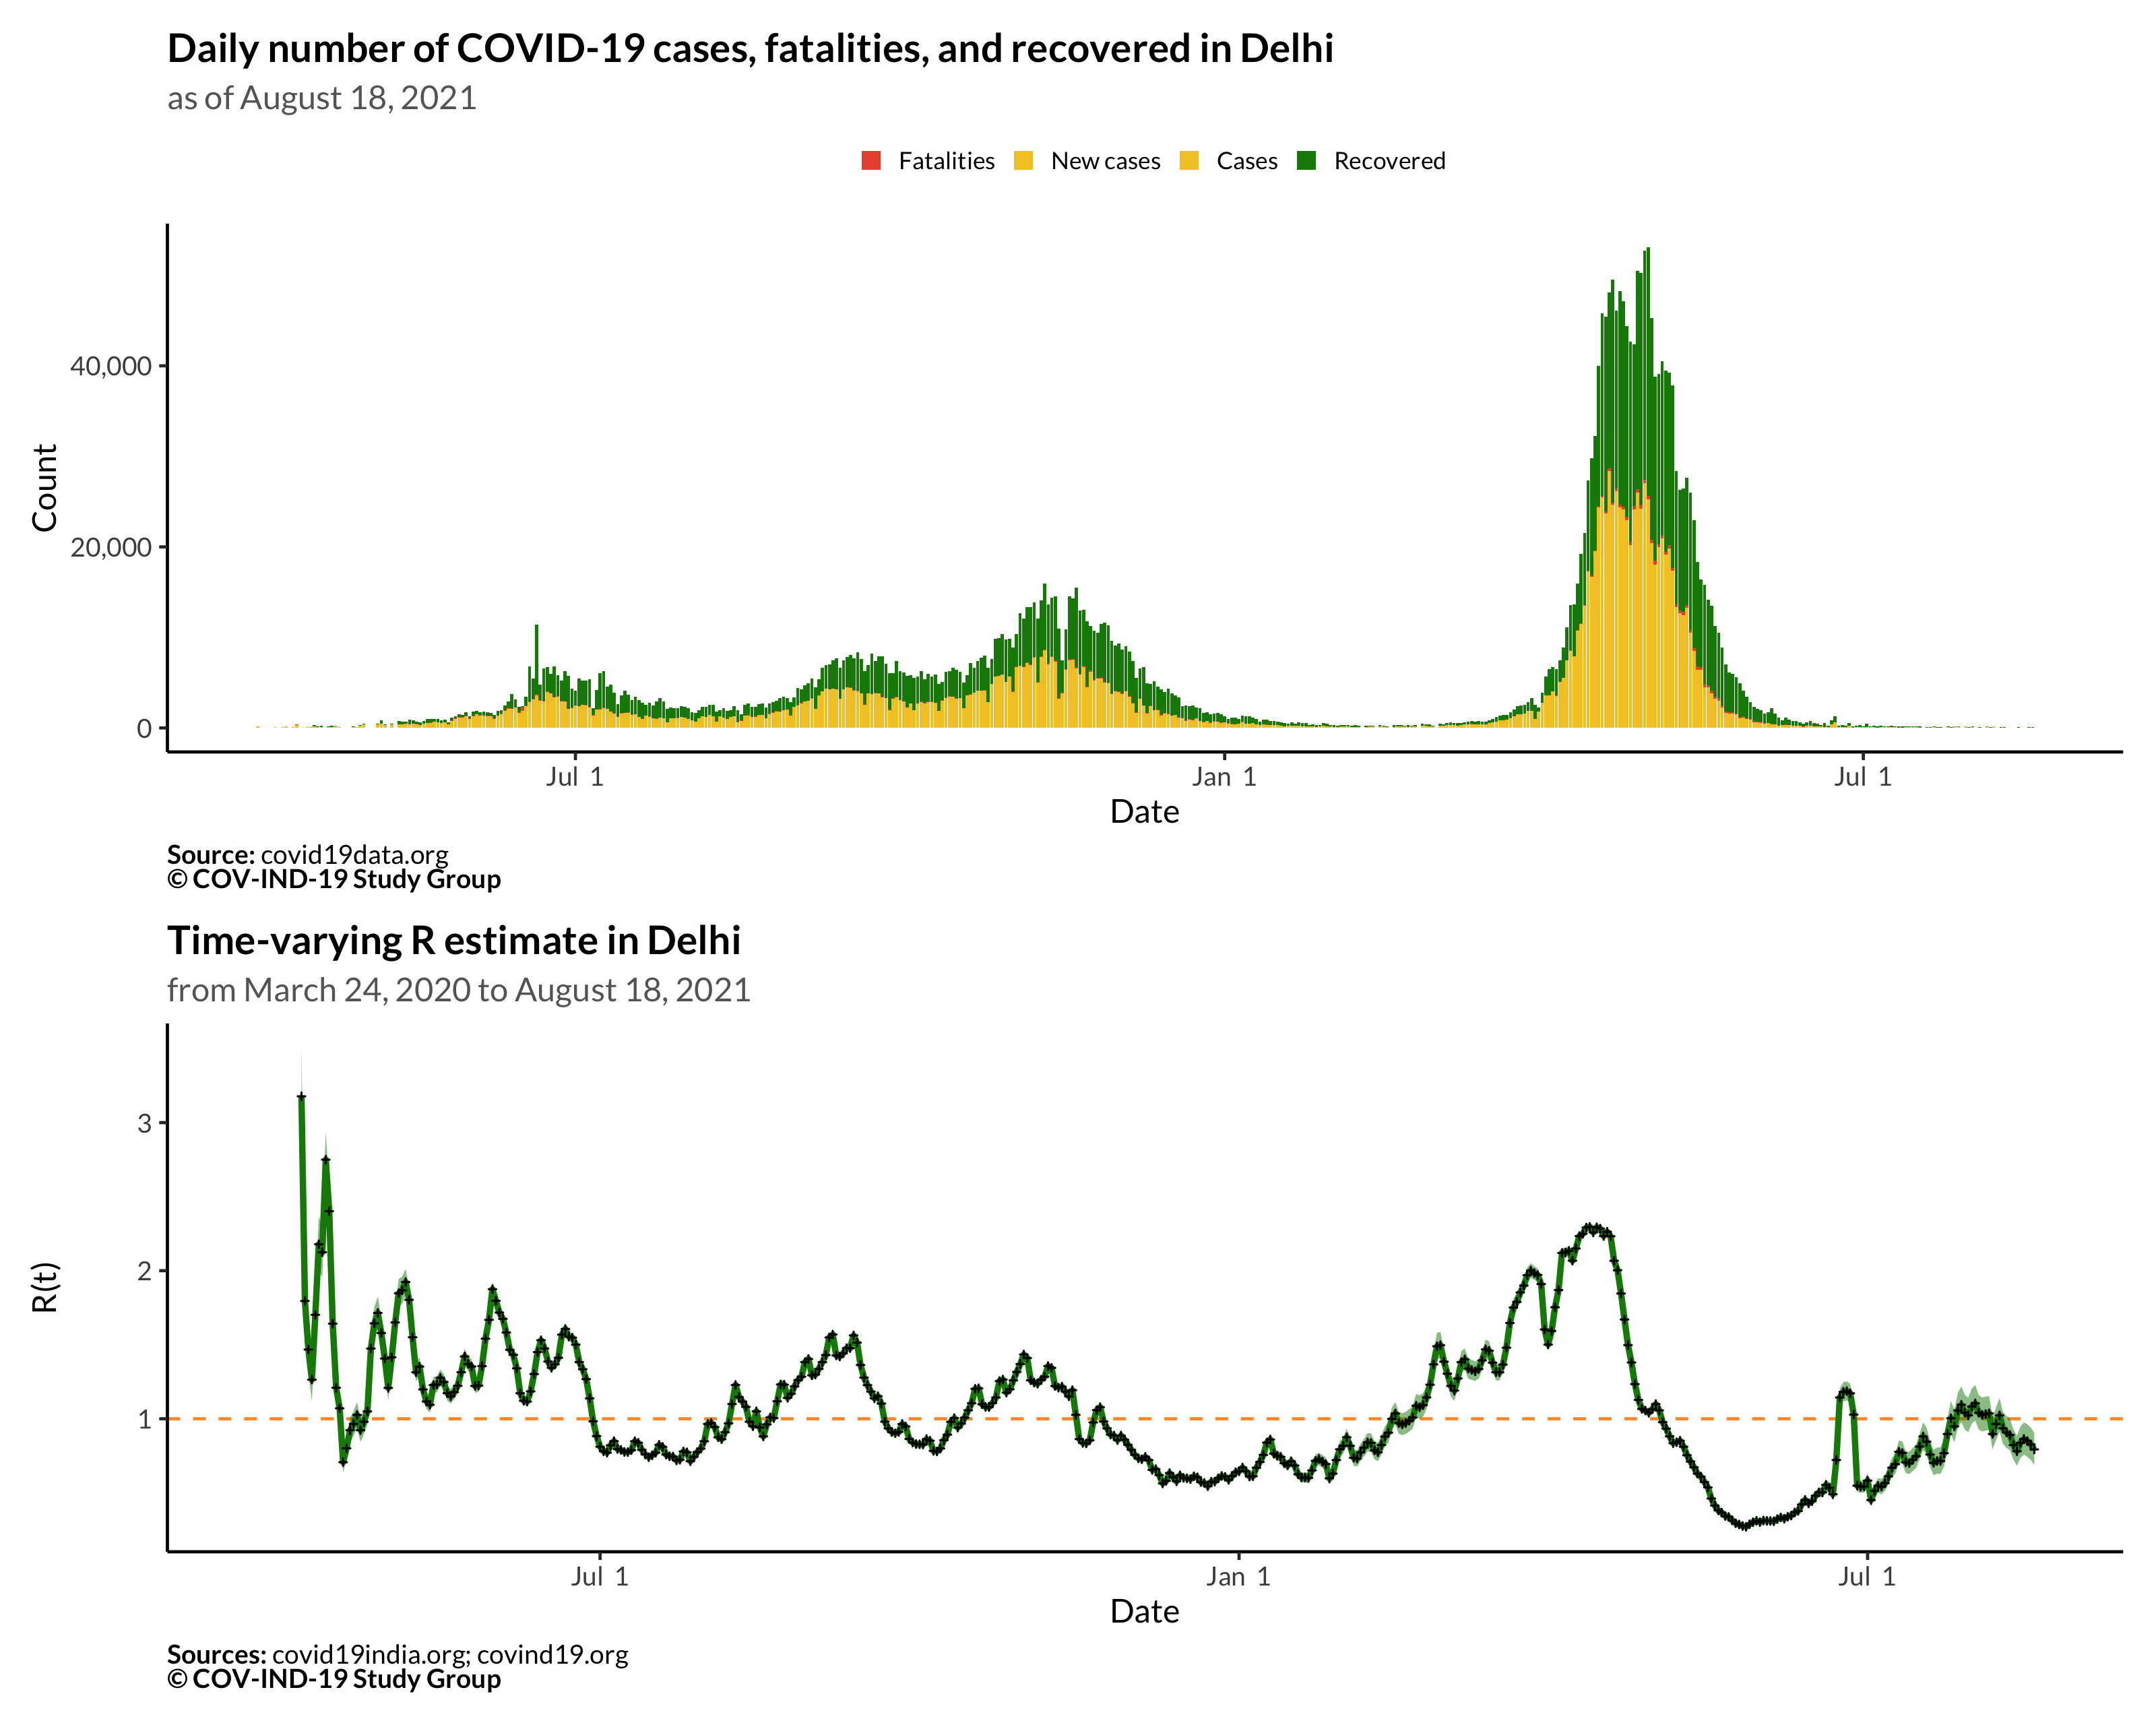 Daily number of COVID-19 cases, fatalities, and recovered in Delhi
as of August 18, 2021
Fatalities New cases Cases Recovered
Count
40,000
20,000
0
Jul 1 Jan 1 Jul 1
Date
Source: covid19data.org
© COV-IND-19 Study Group
Time-varying R estimate in Delhi
from March 24, 2020 to August 18, 2021
R(t)
3
2
1
Jul 1 Jan 1 Jul 1
Date
Sources: covid19india.org; covind19.org
© COV-IND-19 Study Group